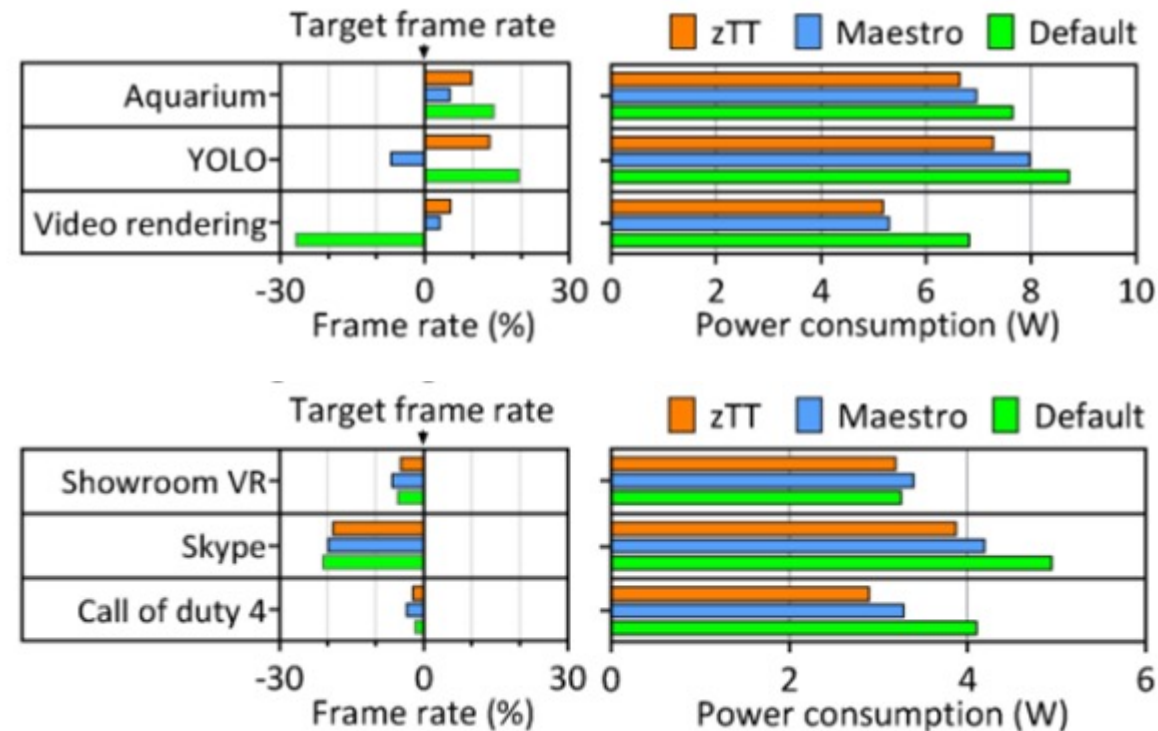 Target frame rate
zTT Maestro Default
Aquarium
YOLO
Video rendering
-30 0 30 0 2 4 6 8 10
Frame rate (%) Power consumption (W)
Target frame rate
zTT Maestro Default
Showroom VR
Skype
Call of duty 4
-30 0 30 0 2 4 6
Frame rate (%) Power consumption (W)